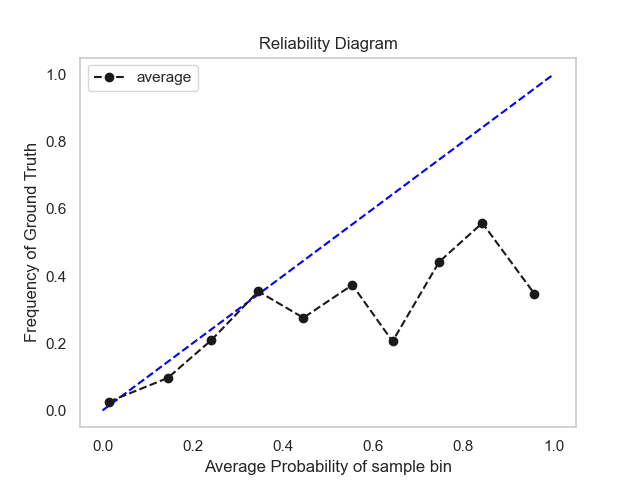 Reliability Diagram
average
1.0
0.8
0.6
0.4
0.2
0.0
Frequency of Ground Truth
0.0 0.2 0.4 0.6 0.8 1.0
Average Probability of sample bin